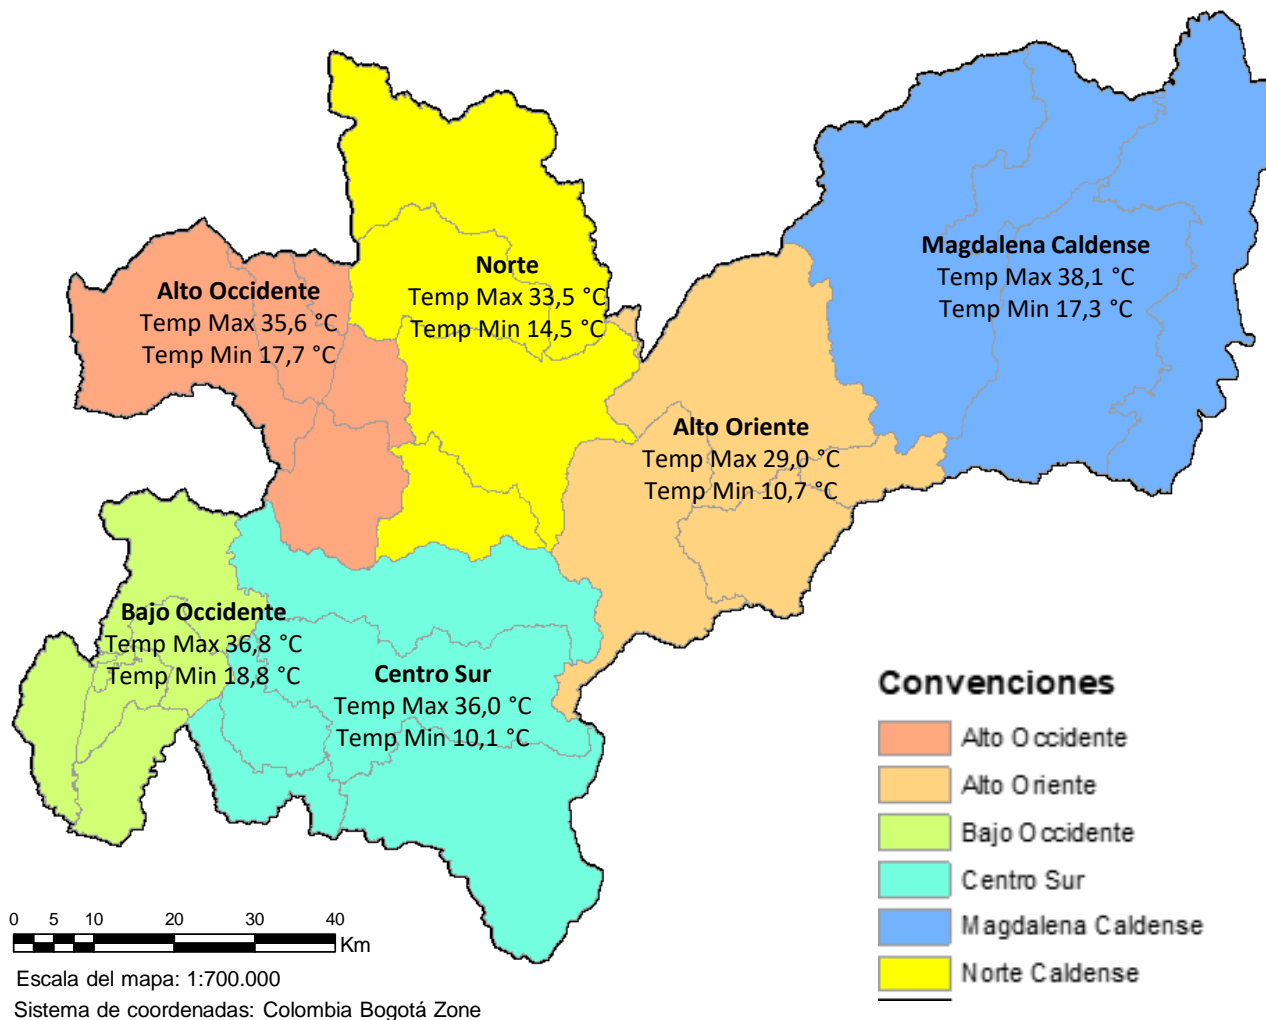 Magdalena Caldense
Temp Max 38,1 °C
Temp Min 17,3 °C
Norte
Temp Max 33,5 °C
Temp Min 14,5 °C
Alto Occidente
Temp Max 35,6 °C
Temp Min 17,7 °C
Alto Oriente
Temp Max 29,0 °C
Temp Min 10,7 °C
Bajo Occidente
Temp Max 36,8 °C
Temp Min 18,8 °C
Centro Sur
Temp Max 36,0 °C
Temp Min 10,1 °C
Convenciones
Alto Occidente
Alto Oriente
Bajo Occidente
Centro Sur
Magdalena Caldense
Norte Caldense
0 5 10 20 30 40
Km
Escala del mapa: 1:700.000
Sistema de coordenadas: Colombia Bogotá Zone